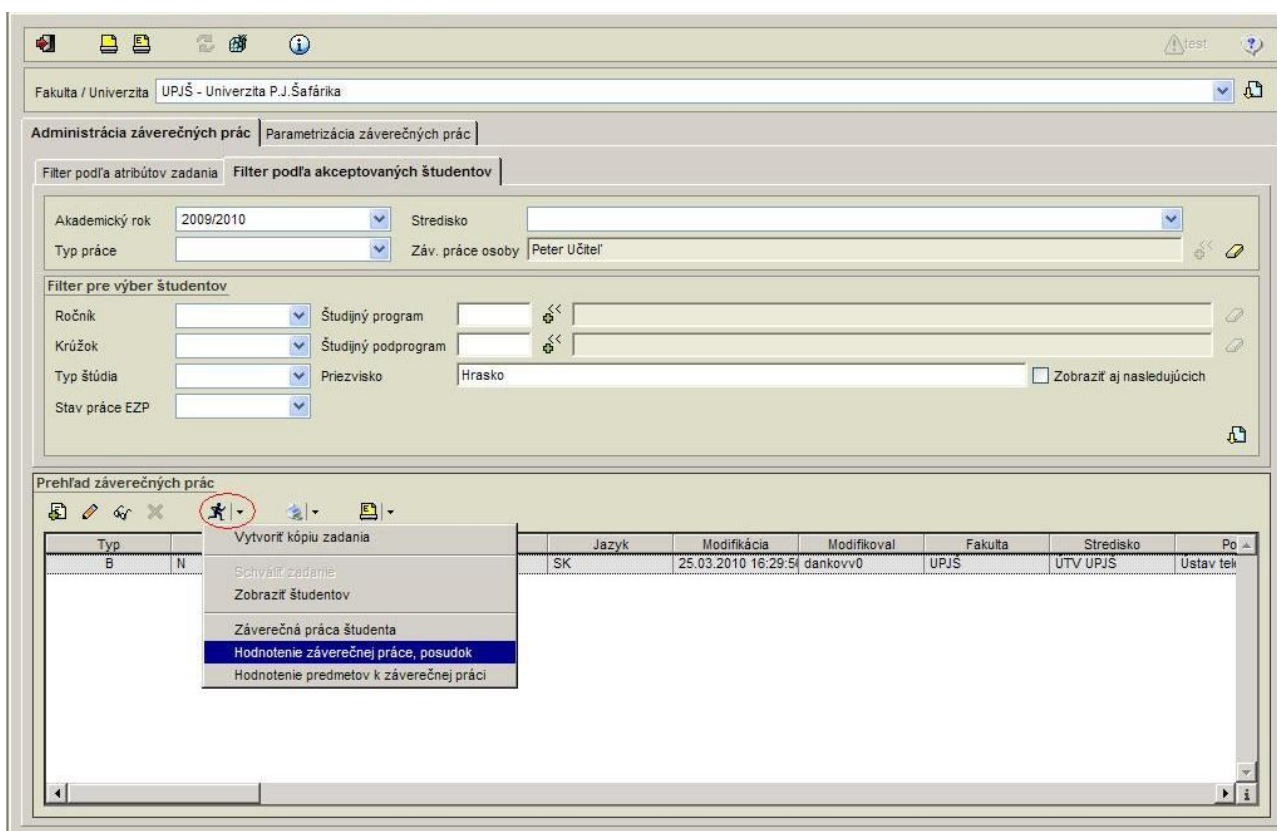 test
Fakulta / Univerzita UPJŠ - Univerzita P.J.Šafárika
Administrácia záverečných prác Parametrizácia záverečných prác
Filter podľa atribútov zadania Filter podľa akceptovaných študentov
Akademický rok 2009/2010 Stredisko
Typ práce Záv. práce osoby Peter Učiteľ
Filter pre výber študentov
Ročník Študijný program
Krúžok Študijný podprogram
Typ štúdia Priezvisko Hrasko Zobraziť aj nasledujúcich
Stav práce EZP
Prehľad záverečných prác
Typ Jazyk Modifikácia Modifikoval Fakulta Stredisko Po
B N SK 25.03.2010 16:29:5 dankovv0 UPJŠ ÚTV UPJŠ Ústav tel
Vytvoriť kópiu zadania
Schváliť zadanie
Zobraziť študentov
Záverečná práca študenta
Hodnotenie záverečnej práce, posudok
Hodnotenie predmetov k záverečnej práci